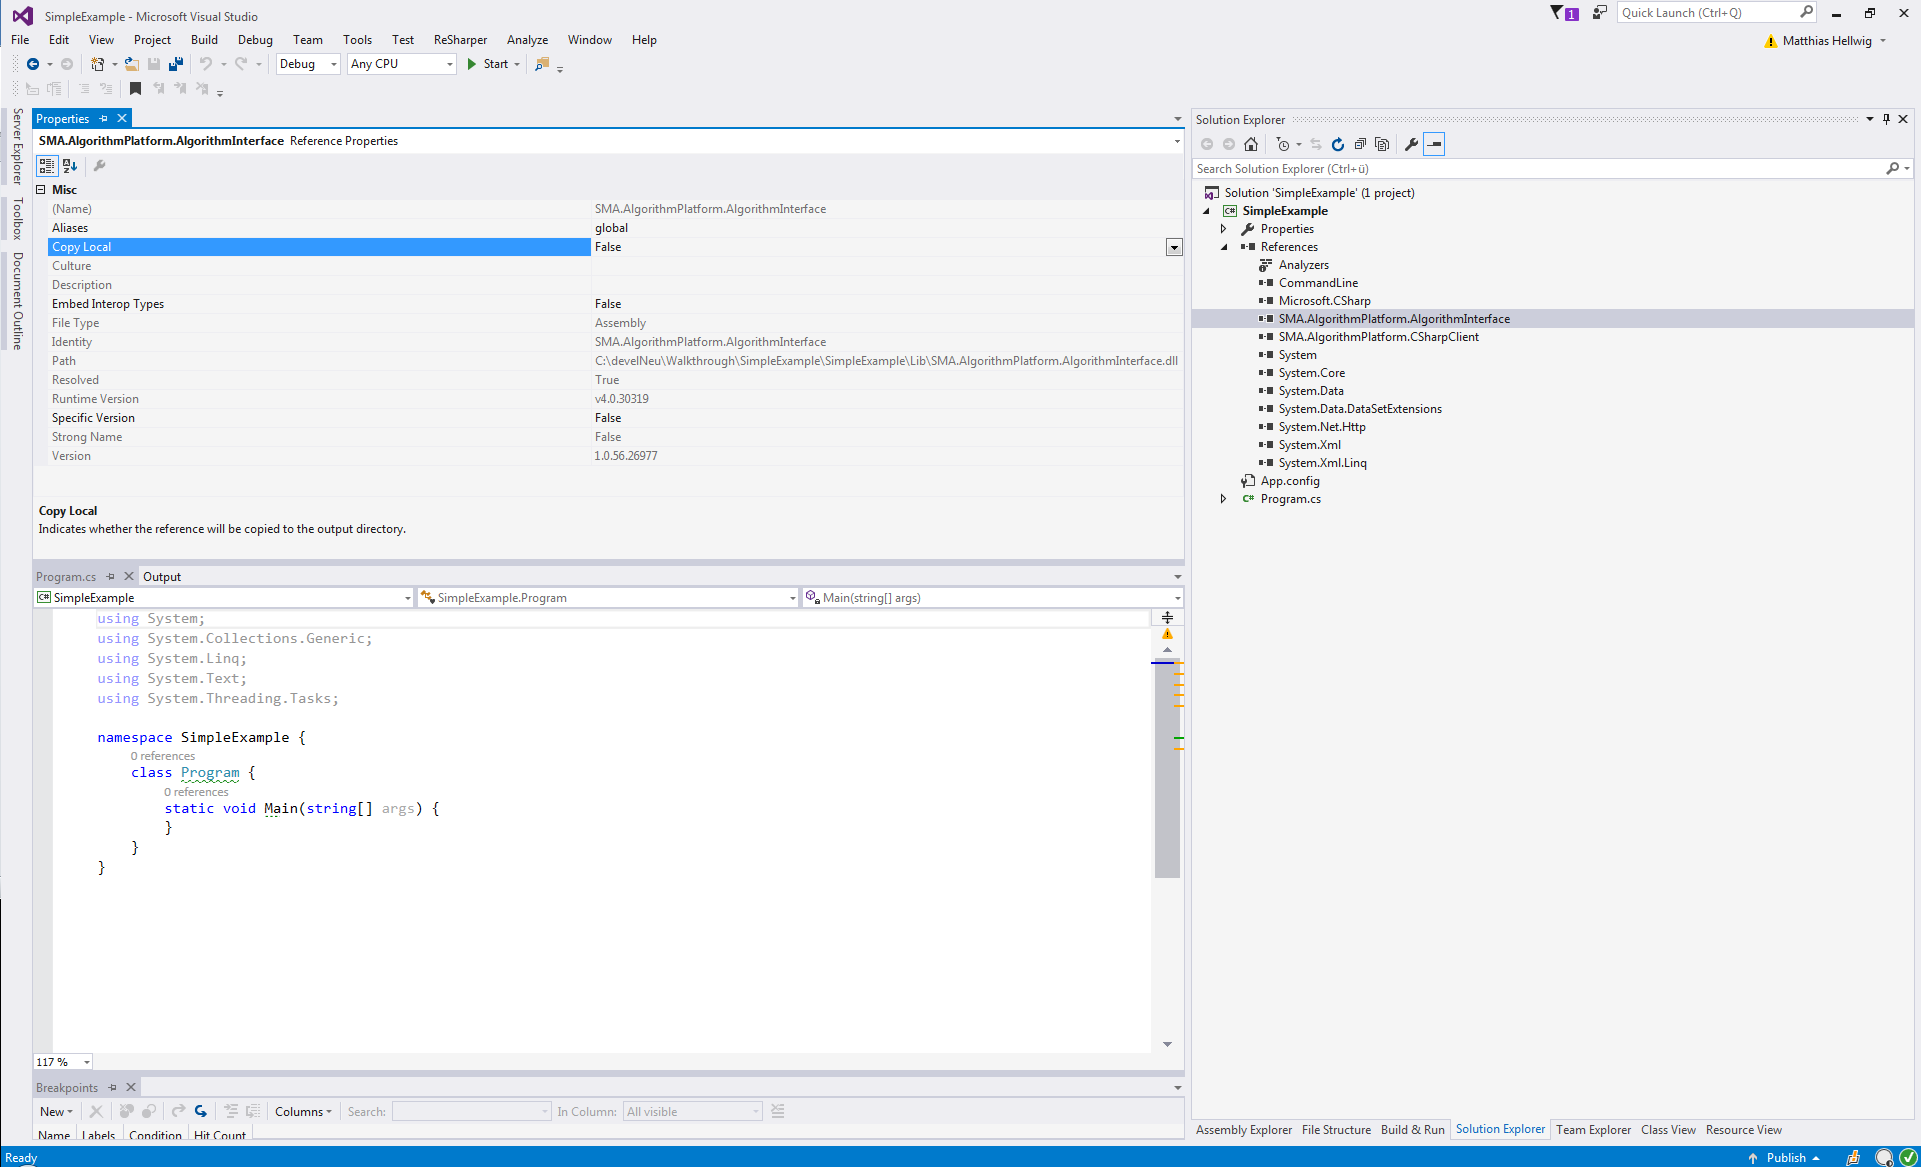 SimpleExample - Microsoft Visual Studio
1
Quick Launch (Ctrl+Q)
File Edit View Project Build Debug Team Tools Test ReSharper Analyze Window Help
Matthias Hellwig
Debug Any CPU Start
Server Explorer
Toolbox
Document Outline
Properties
SMA.AlgorithmPlatform.AlgorithmInterface Reference Properties
Misc
(Name) SMA.AlgorithmPlatform.AlgorithmInterface
Aliases global
Copy Local False
Culture
Description
Embed Interop Types False
File Type Assembly
Identity SMA.AlgorithmPlatform.AlgorithmInterface
Path C:\develNeu\Walkthrough\SimpleExample\SimpleExample\Lib\SMA.AlgorithmPlatform.AlgorithmInterface.dll
Resolved True
Runtime Version v4.0.30319
Specific Version False
Strong Name False
Version 1.0.56.26977
Copy Local
Indicates whether the reference will be copied to the output directory.
Program.cs Output
SimpleExample SimpleExample.Program Main(string[] args)
using System;
using System.Collections.Generic;
using System.Linq;
using System.Text;
using System.Threading.Tasks;
namespace SimpleExample {
0 references
class Program {
0 references
static void Main(string[] args) {
}
}
}
117 %
Breakpoints
New Columns Search: In Column: All visible
Name Labels Condition Hit Count
Solution Explorer
Search Solution Explorer (Ctrl+ü)
Solution 'SimpleExample' (1 project)
C# SimpleExample
Properties
References
Analyzers
CommandLine
Microsoft.CSharp
SMA.AlgorithmPlatform.AlgorithmInterface
SMA.AlgorithmPlatform.CSharpClient
System
System.Core
System.Data
System.Data.DataSetExtensions
System.Net.Http
System.Xml
System.Xml.Linq
App.config
C# Program.cs
Assembly Explorer File Structure Build & Run Solution Explorer Team Explorer Class View Resource View
Ready Publish